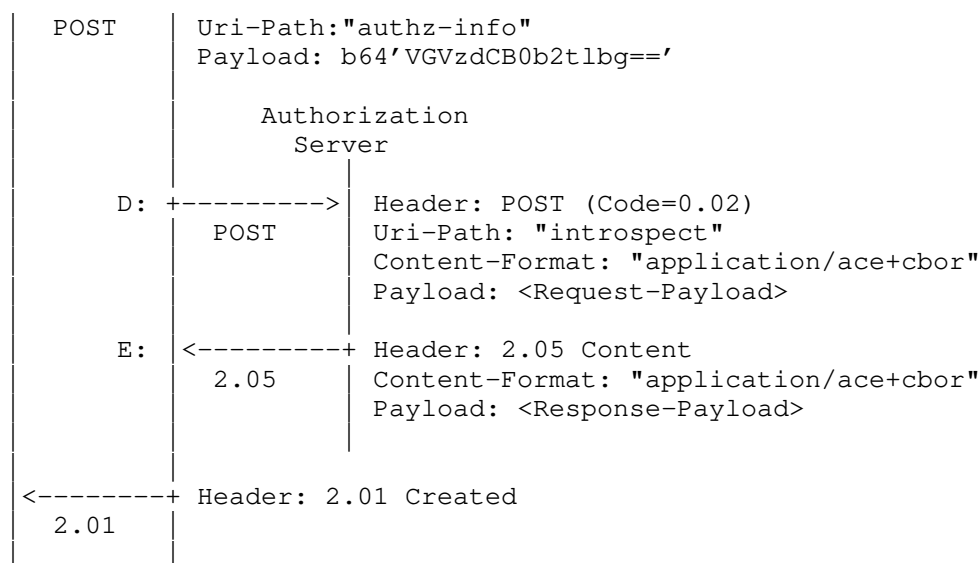 POST Uri-Path:"authz-info"
Payload: b64'VGVzdCB0b2tlbg=='
Authorization
Server
D: +--------->| Header: POST (Code=0.02)
POST Uri-Path: "introspect"
Content-Format: "application/ace+cbor"
Payload: <Request-Payload>
E: |<---------+ Header: 2.05 Content
2.05 Content-Format: "application/ace+cbor"
Payload: <Response-Payload>
|<--------+ Header: 2.01 Created
2.01